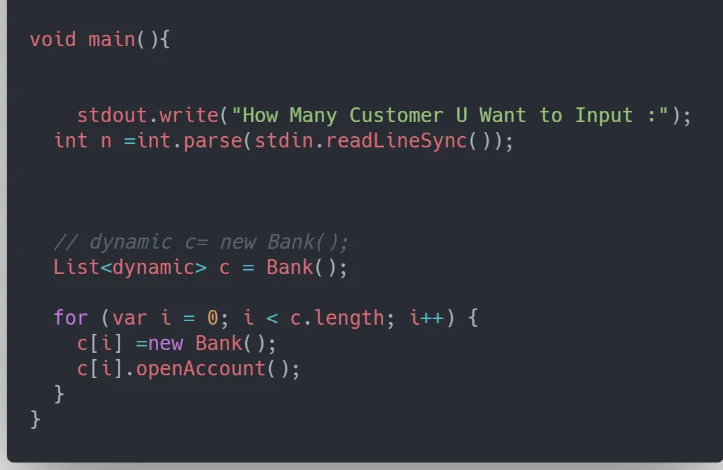 void main(){
stdout.write("How Many Customer U Want to Input :");
int n =int.parse(stdin.readLineSync());
// dynamic c= new Bank();
List<dynamic> c = Bank();
for (var i = 0; i < c.length; i++) {
c[i] =new Bank();
c[i].openAccount();
}
}